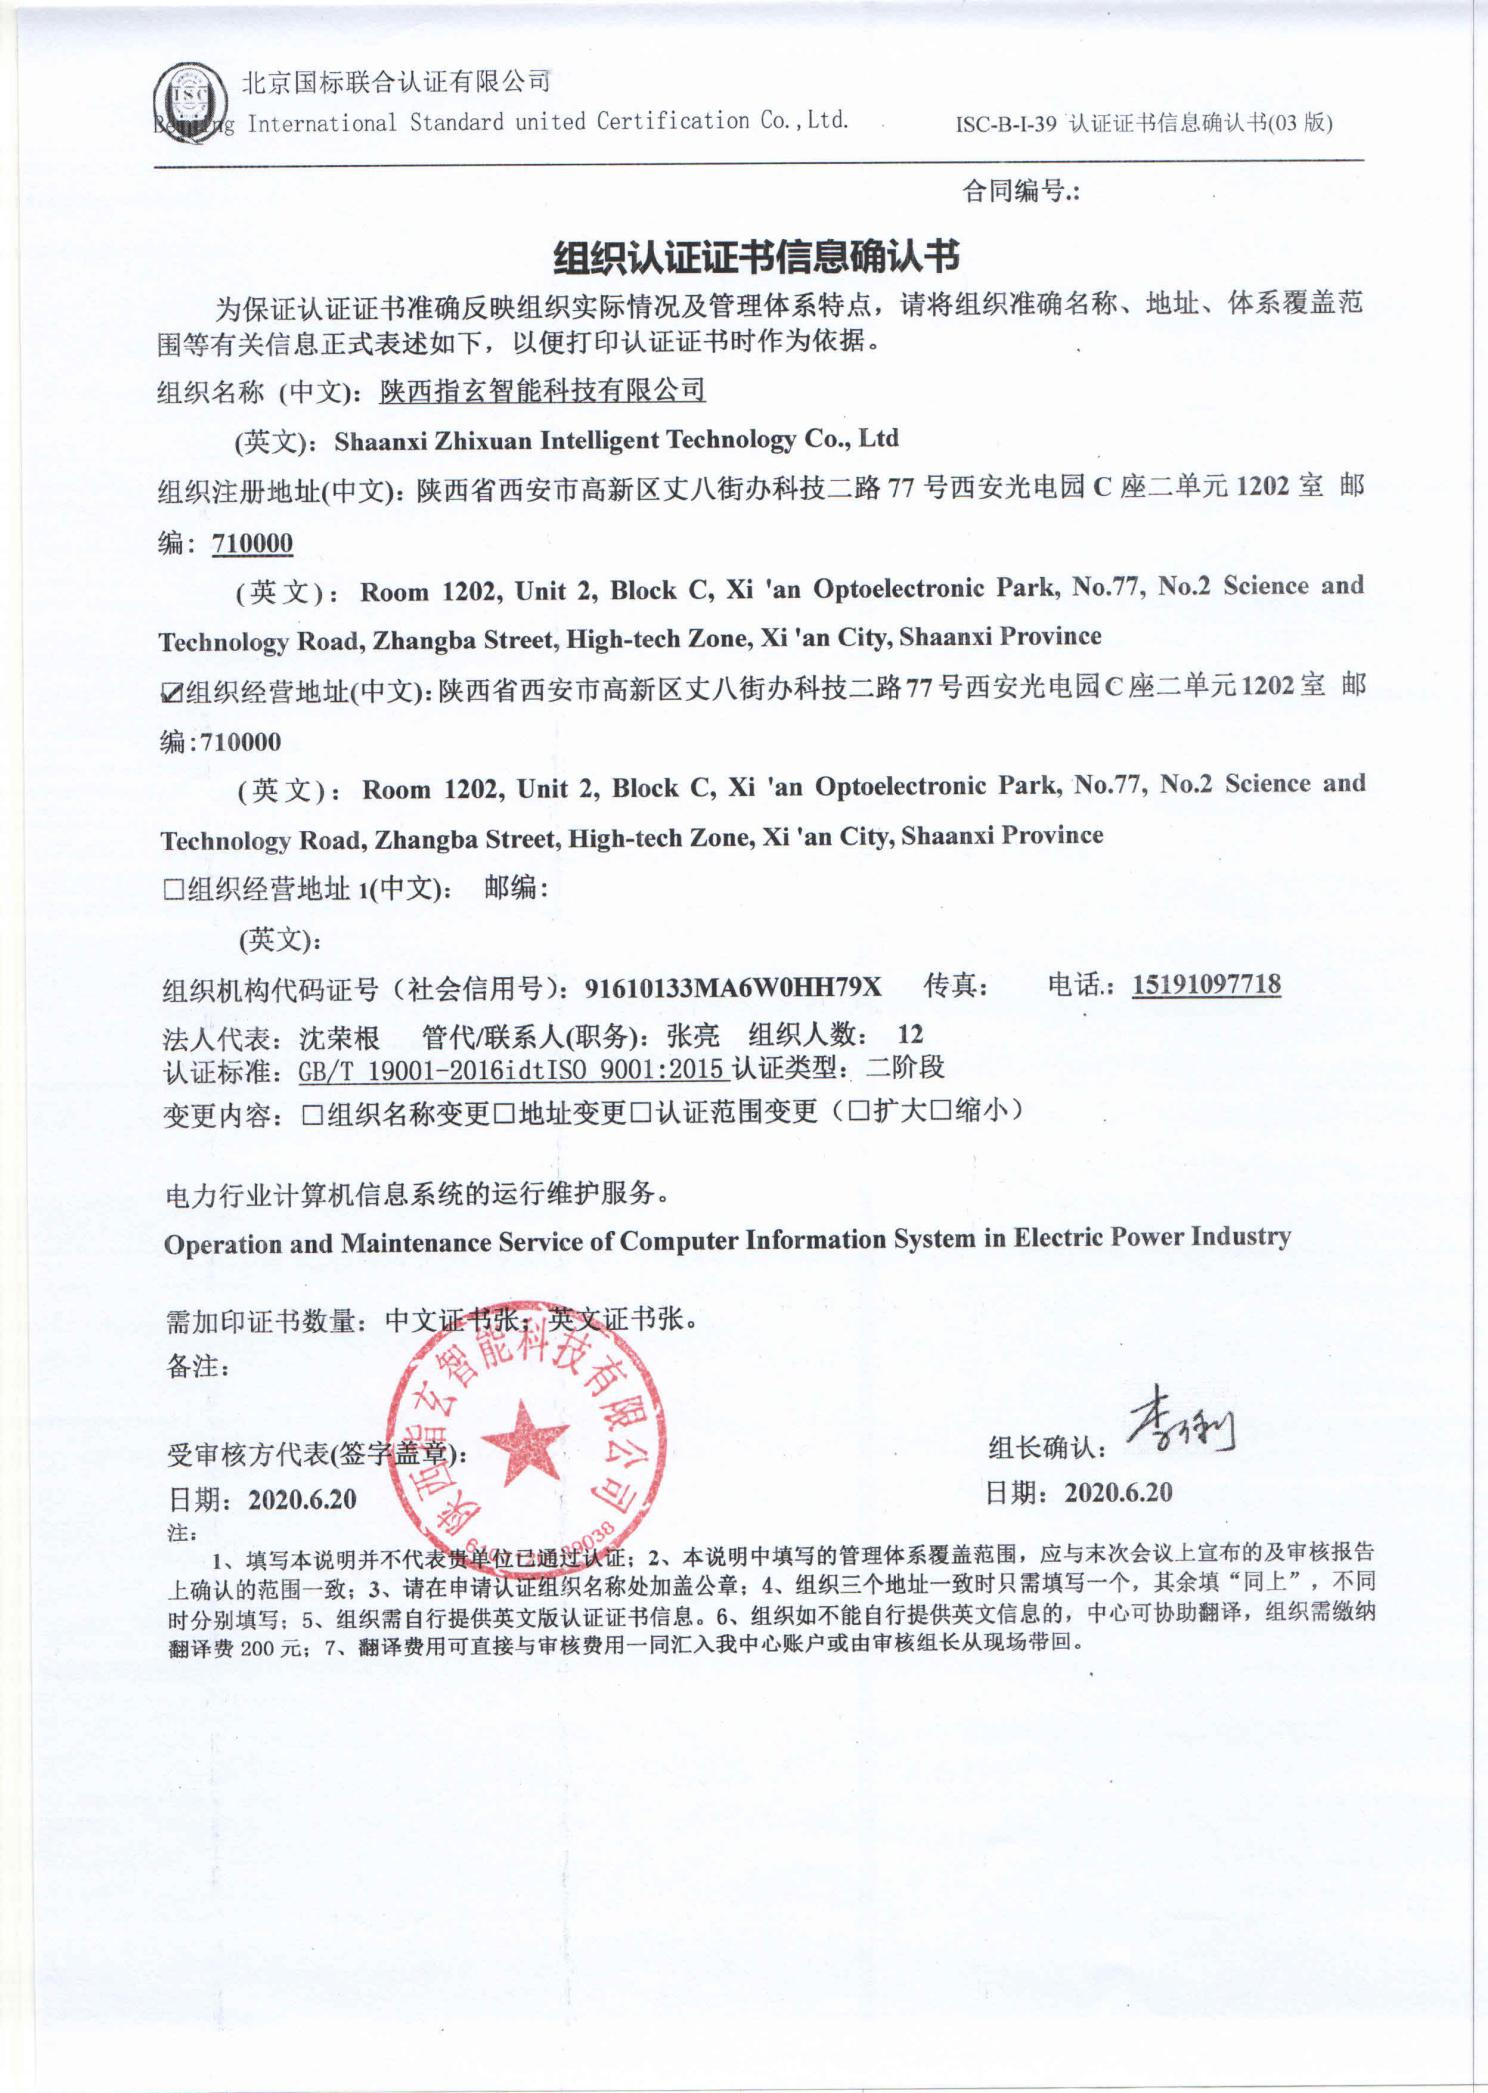 北京国标联合认证有限公司
Beijing International Standard united Certification Co.,Ltd.
ISC-B-I-39 认证证书信息确认书(03 版)
ISC
合同编号.:
组织认证证书信息确认书
为保证认证证书准确反映组织实际情况及管理体系特点，请将组织准确名称、地址、体系覆盖范
围等有关信息正式表述如下，以便打印认证证书时作为依据。
组织名称 (中文)：陕西指玄智能科技有限公司
(英文)：Shaanxi Zhixuan Intelligent Technology Co., Ltd
组织注册地址(中文)：陕西省西安市高新区丈八街办科技二路 77 号西安光电园 C 座二单元 1202 室 邮
编：710000
(英文)：Room 1202, Unit 2, Block C, Xi 'an Optoelectronic Park, No.77, No.2 Science and
Technology Road, Zhangba Street, High-tech Zone, Xi 'an City, Shaanxi Province
☑组织经营地址(中文)：陕西省西安市高新区丈八街办科技二路77号西安光电园C座二单元1202室 邮
编:710000
(英文)：Room 1202, Unit 2, Block C, Xi 'an Optoelectronic Park, No.77, No.2 Science and
Technology Road, Zhangba Street, High-tech Zone, Xi 'an City, Shaanxi Province
□组织经营地址 1(中文)： 邮编：
(英文)：
组织机构代码证号（社会信用号)：91610133MA6W0HH79X 传真： 电话.：15191097718
法人代表：沈荣根 管代/联系人(职务)：张亮 组织人数： 12
认证标准：GB/T 19001-2016idtISO 9001:2015 认证类型：二阶段
变更内容：□组织名称变更□地址变更□认证范围变更（□扩大□缩小）
电力行业计算机信息系统的运行维护服务。
Operation and Maintenance Service of Computer Information System in Electric Power Industry
需加印证书数量：中文证书张；英文证书张。
备注：
陕西指玄智能科技有限公司
受审核方代表(签字盖章)：
组长确认：
日期：2020.6.20
日期：2020.6.20
注：
1、填写本说明并不代表贵单位已通过认证；2、本说明中填写的管理体系覆盖范围，应与末次会议上宣布的及审核报告
上确认的范围一致；3、请在申请认证组织名称处加盖公章；4、组织三个地址一致时只需填写一个，其余填“同上”，不同
时分别填写；5、组织需自行提供英文版认证证书信息。6、组织如不能自行提供英文信息的，中心可协助翻译，组织需缴纳
翻译费 200 元；7、翻译费用可直接与审核费用一同汇入我中心账户或由审核组长从现场带回。